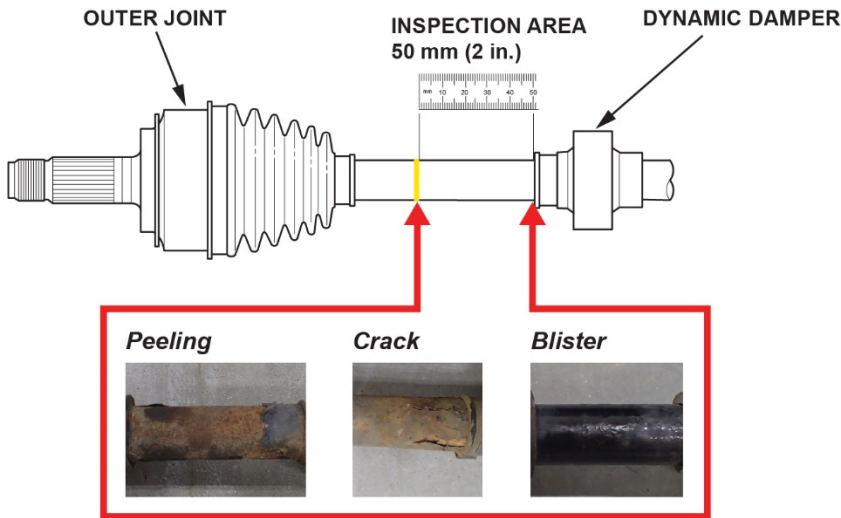 OUTER JOINT
INSPECTION AREA
50 mm (2 in.)
DYNAMIC DAMPER
mm 10 20 30 40 50
Peeling
Crack
Blister